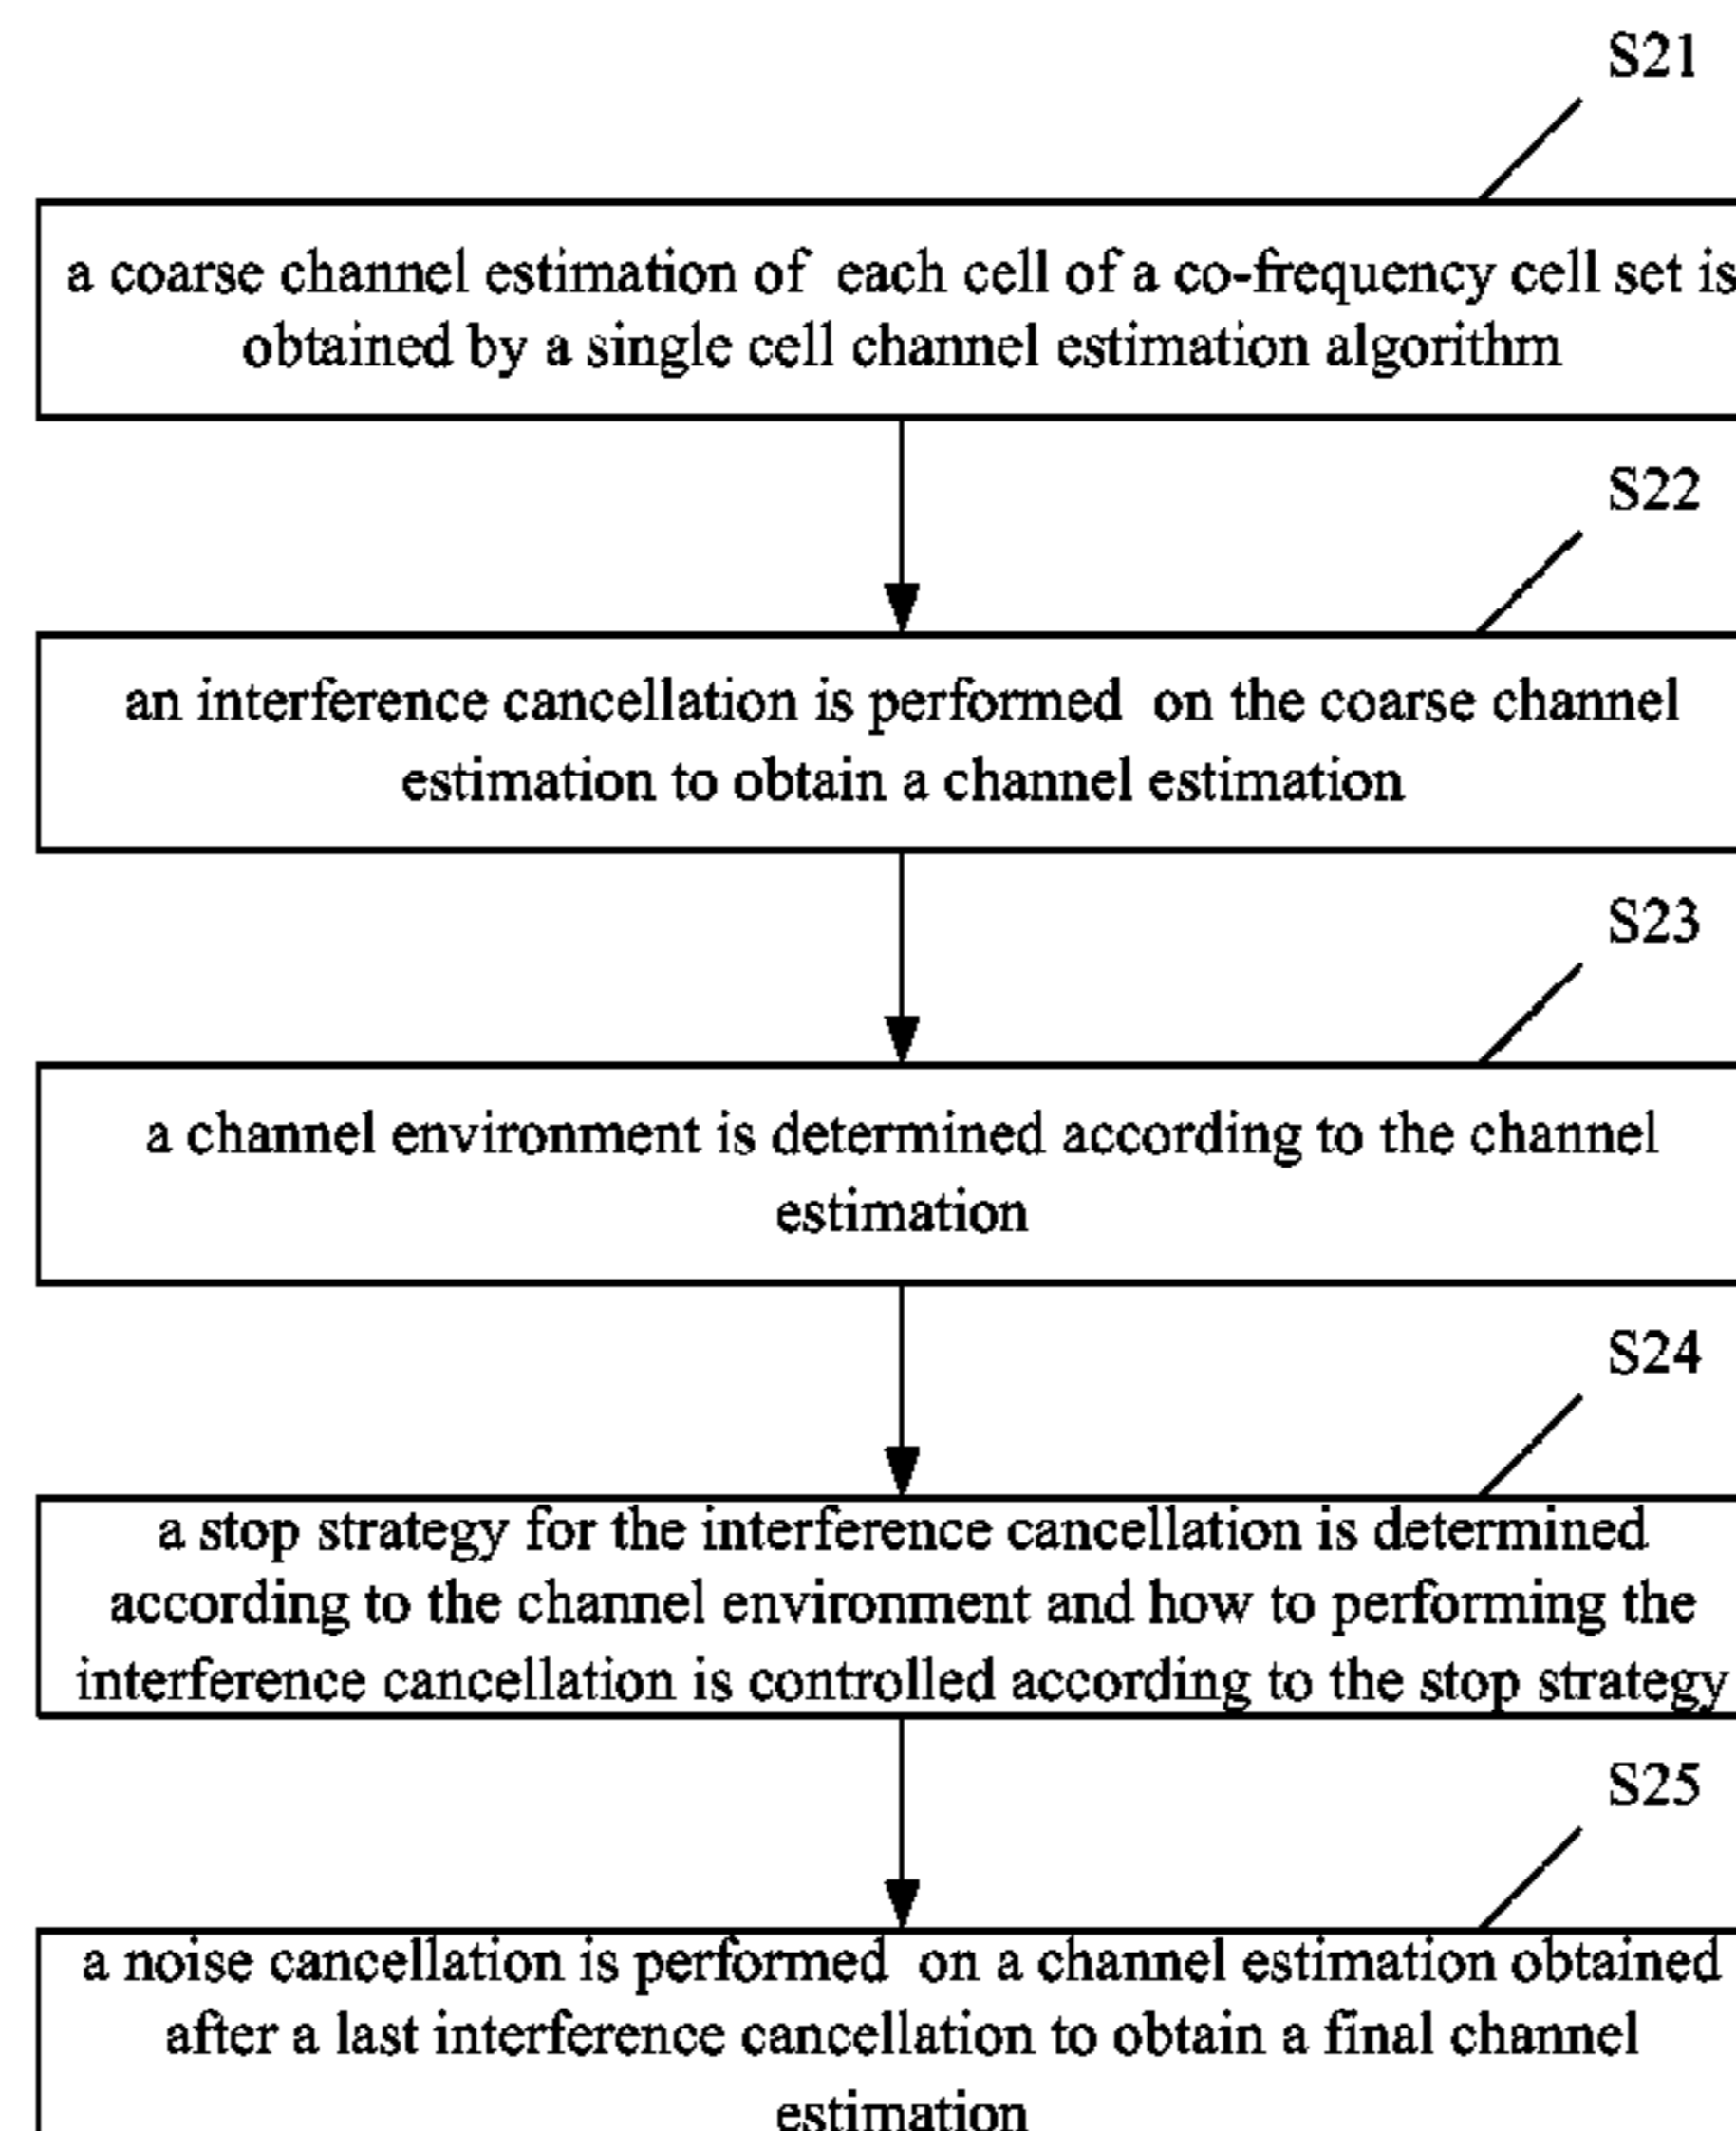 S21
a coarse channel estimation of each cell of a co-frequency cell set is
obtained by a single cell channel estimation algorithm
S22
an interference cancellation is performed on the coarse channel
estimation to obtain a channel estimation
S23
a channel environment is determined according to the channel
estimation
S24
a stop strategy for the interference cancellation is determined
according to the channel environment and how to performing the
interference cancellation is controlled according to the stop strategy
S25
a noise cancellation is performed on a channel estimation obtained
after a last interference cancellation to obtain a final channel
estimation